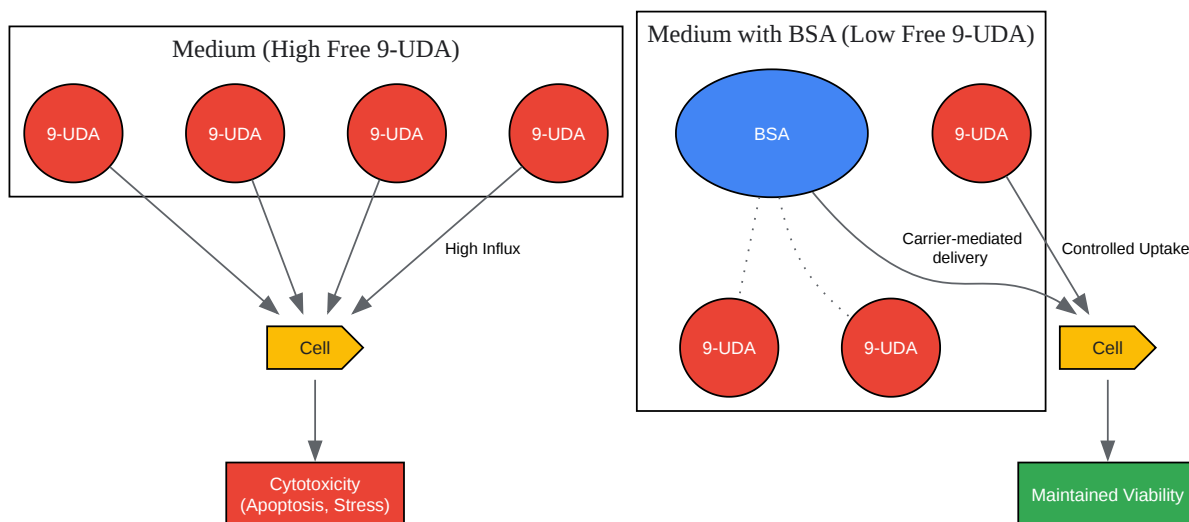 Medium (High Free 9-UDA)
9-UDA
9-UDA
9-UDA
9-UDA
High Influx
Cell
Cytotoxicity
(Apoptosis, Stress)
Medium with BSA (Low Free 9-UDA)
BSA
9-UDA
Carrier-mediated
delivery
Controlled Uptake
9-UDA
9-UDA
Cell
Maintained Viability